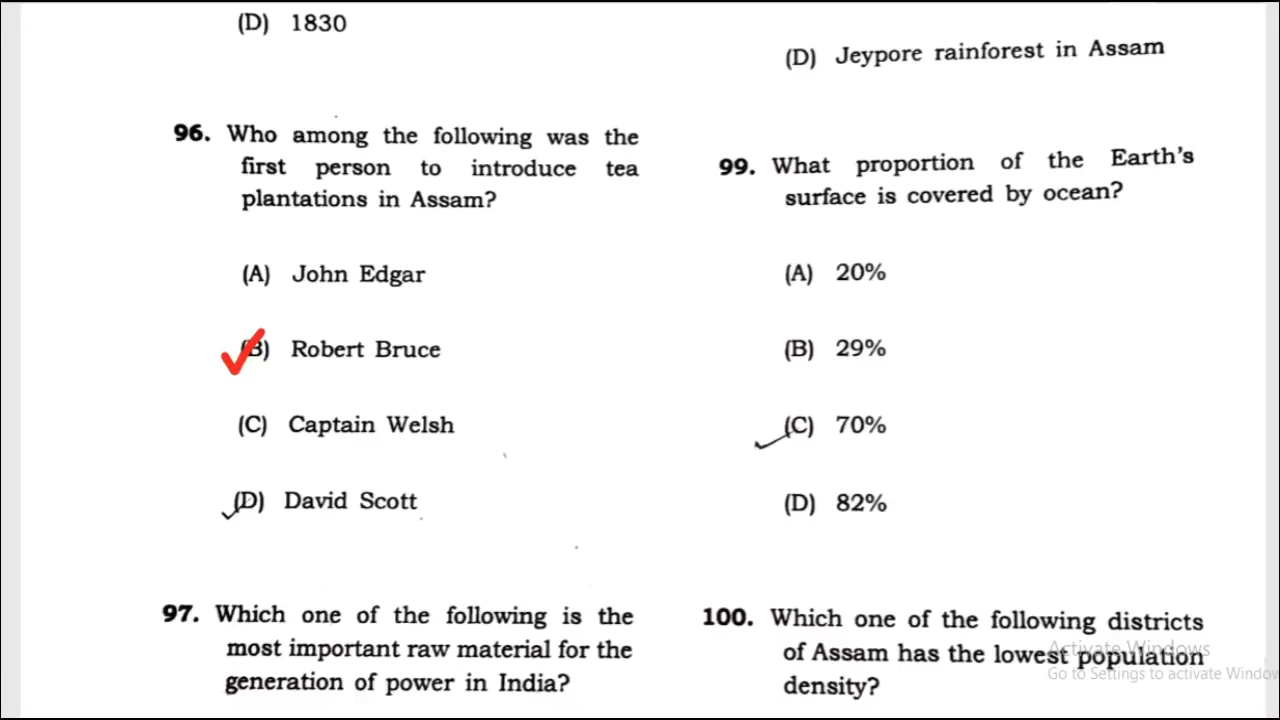 (D) 1830
96. Who among the following was the
first person to introduce tea
plantations in Assam?
(A) John Edgar
(B) Robert Bruce
(C) Captain Welsh
(D) David Scott
97. Which one of the following is the
most important raw material for the
generation of power in India?
(D) Jeypore rainforest in Assam
99. What proportion of the Earth's
surface is covered by ocean?
(A) 20%
(B) 29%
(C) 70%
(D) 82%
100. Which one of the following districts
of Assam has the lowest population
density?
Activate Windows
Go to Settings to activate Window